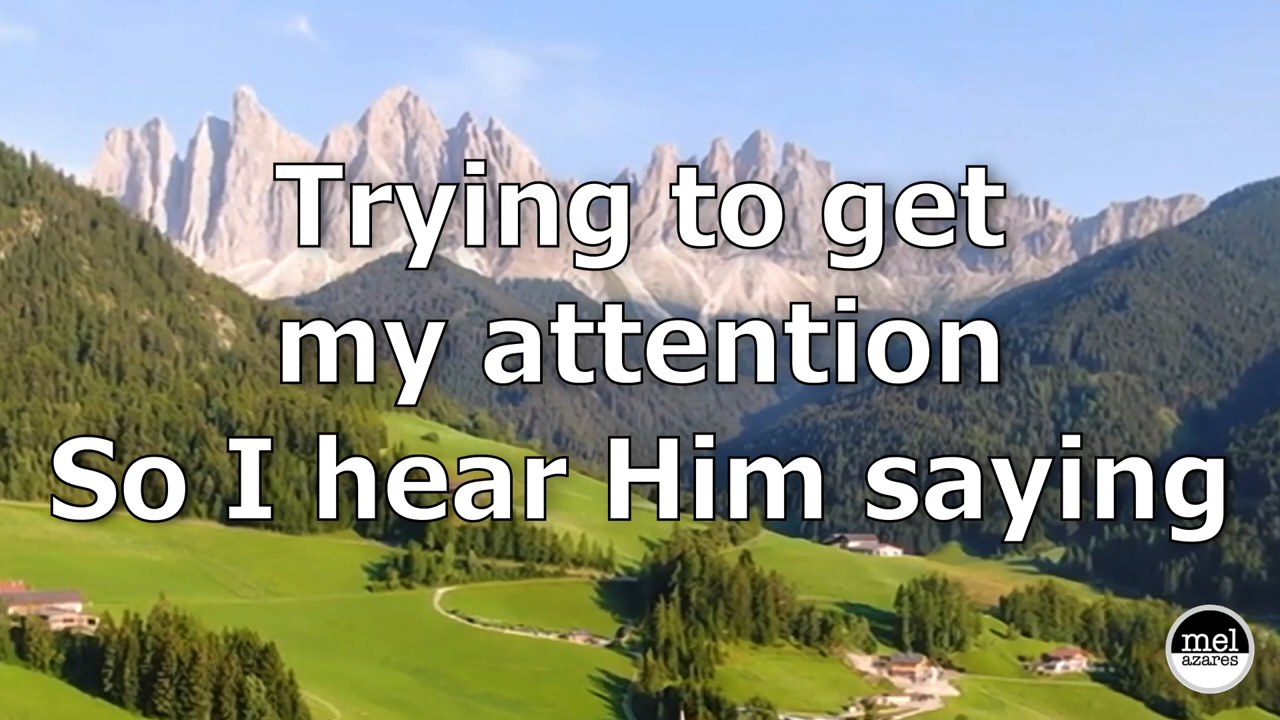 Trying to get
my attention
So I hear Him saying
mel
azares